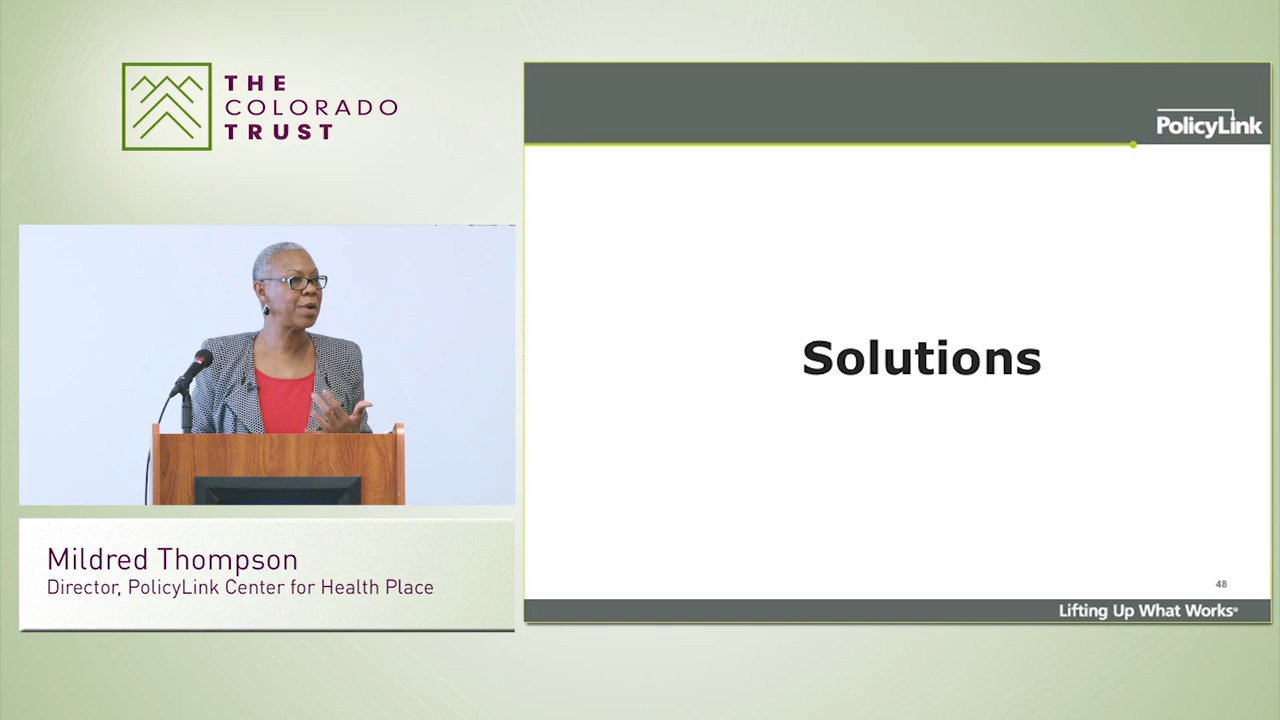 THE
COLORADO
TRUST
PolicyLink
Solutions
Mildred Thompson
Director, PolicyLink Center for Health Place
48
Lifting Up What Works®